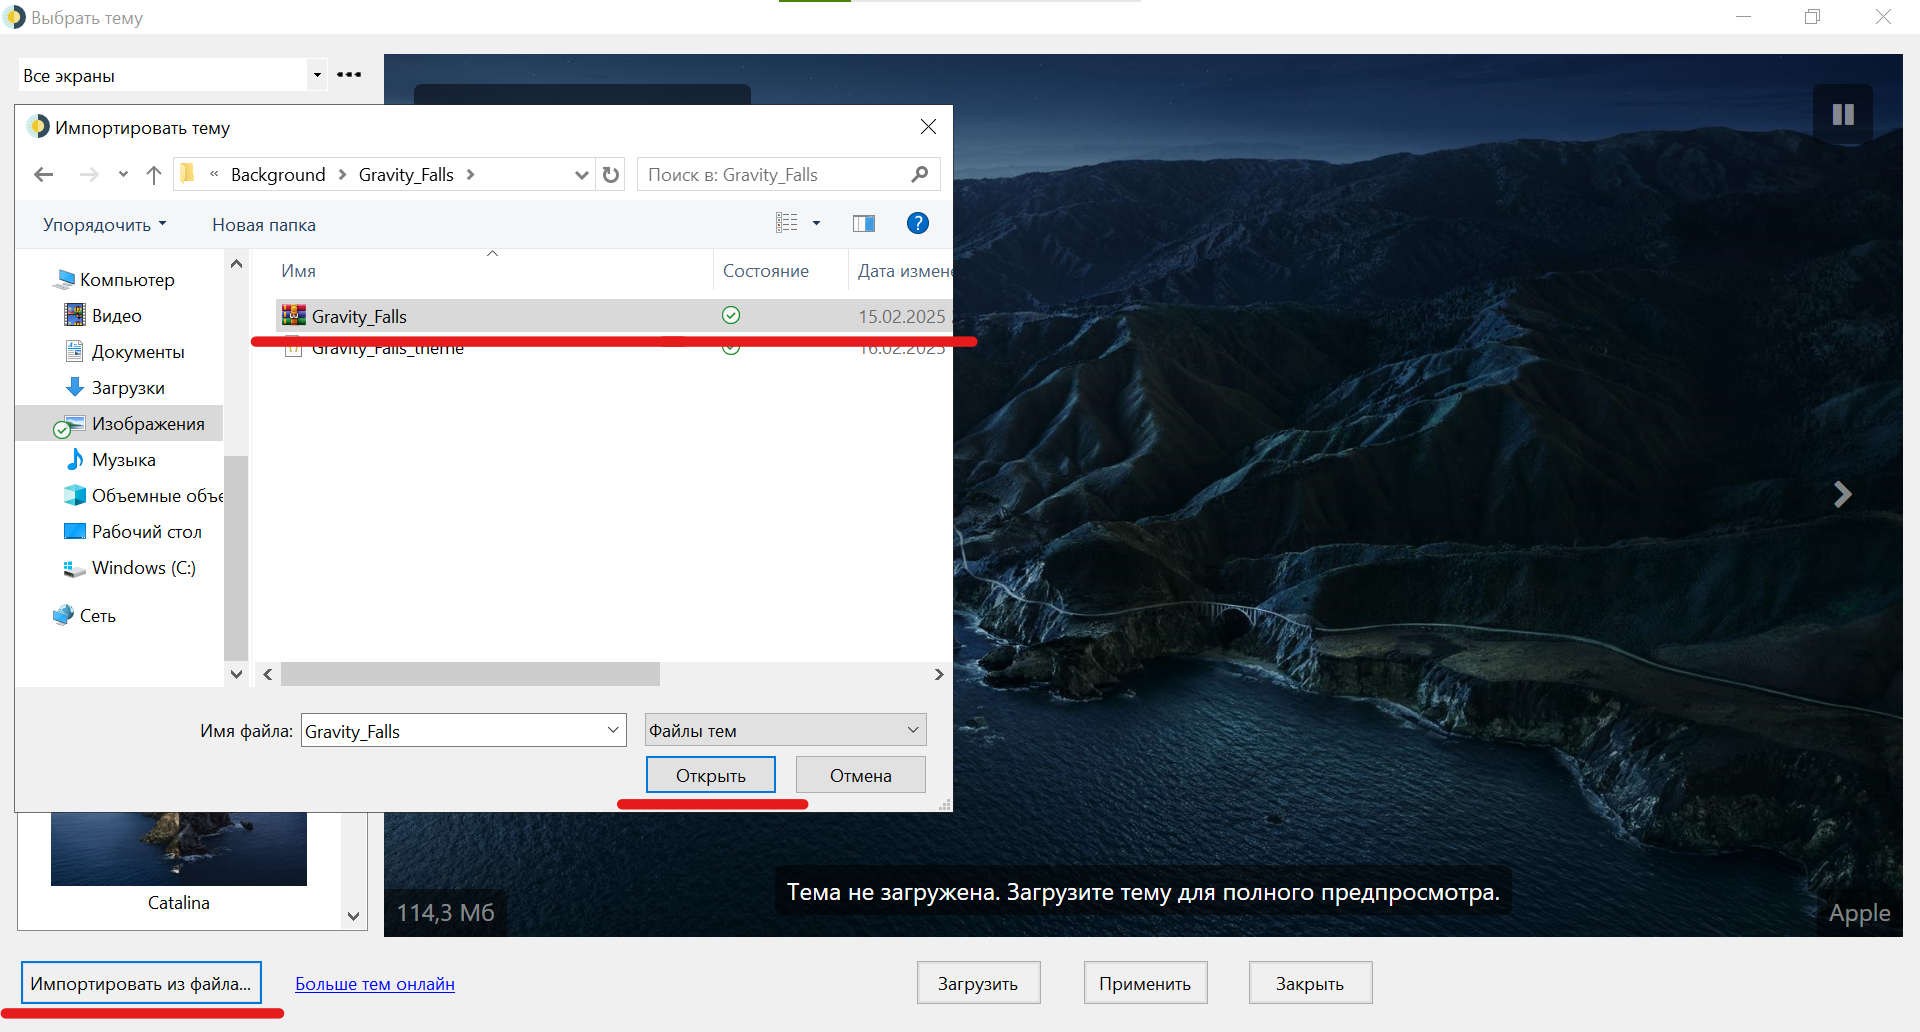 Выбрать тему
Все экраны
Импортировать тему
« Background > Gravity_Falls >
Поиск в: Gravity_Falls
Упорядочить
Новая папка
Компьютер
Видео
Документы
Загрузки
Изображения
Музыка
Объемные объе
Рабочий стол
Windows (C:)
Сеть
Имя
Состояние
Дата измене
Gravity_Falls
15.02.2025
Gravity_Falls_theme
16.02.2025
Имя файла:
Gravity_Falls
Файлы тем
Открыть
Отмена
Catalina
114,3 Мб
Тема не загружена. Загрузите тему для полного предпросмотра.
Apple
Импортировать из файла...
Больше тем онлайн
Загрузить
Применить
Закрыть